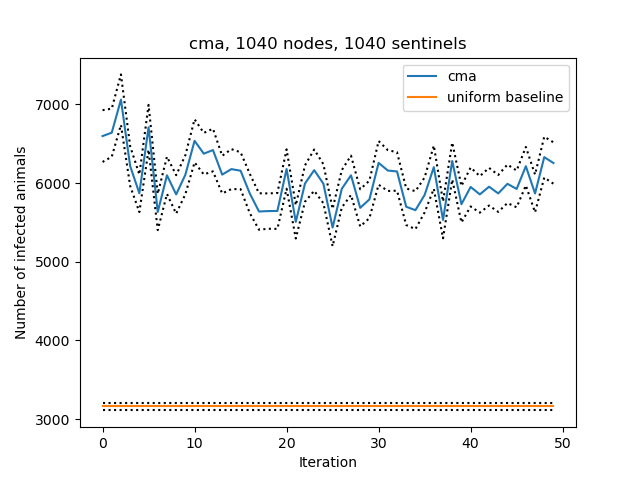 cma, 1040 nodes, 1040 sentinels
cma
uniform baseline
7000
6000
5000
4000
3000
Number of infected animals
0 10 20 30 40 50
Iteration